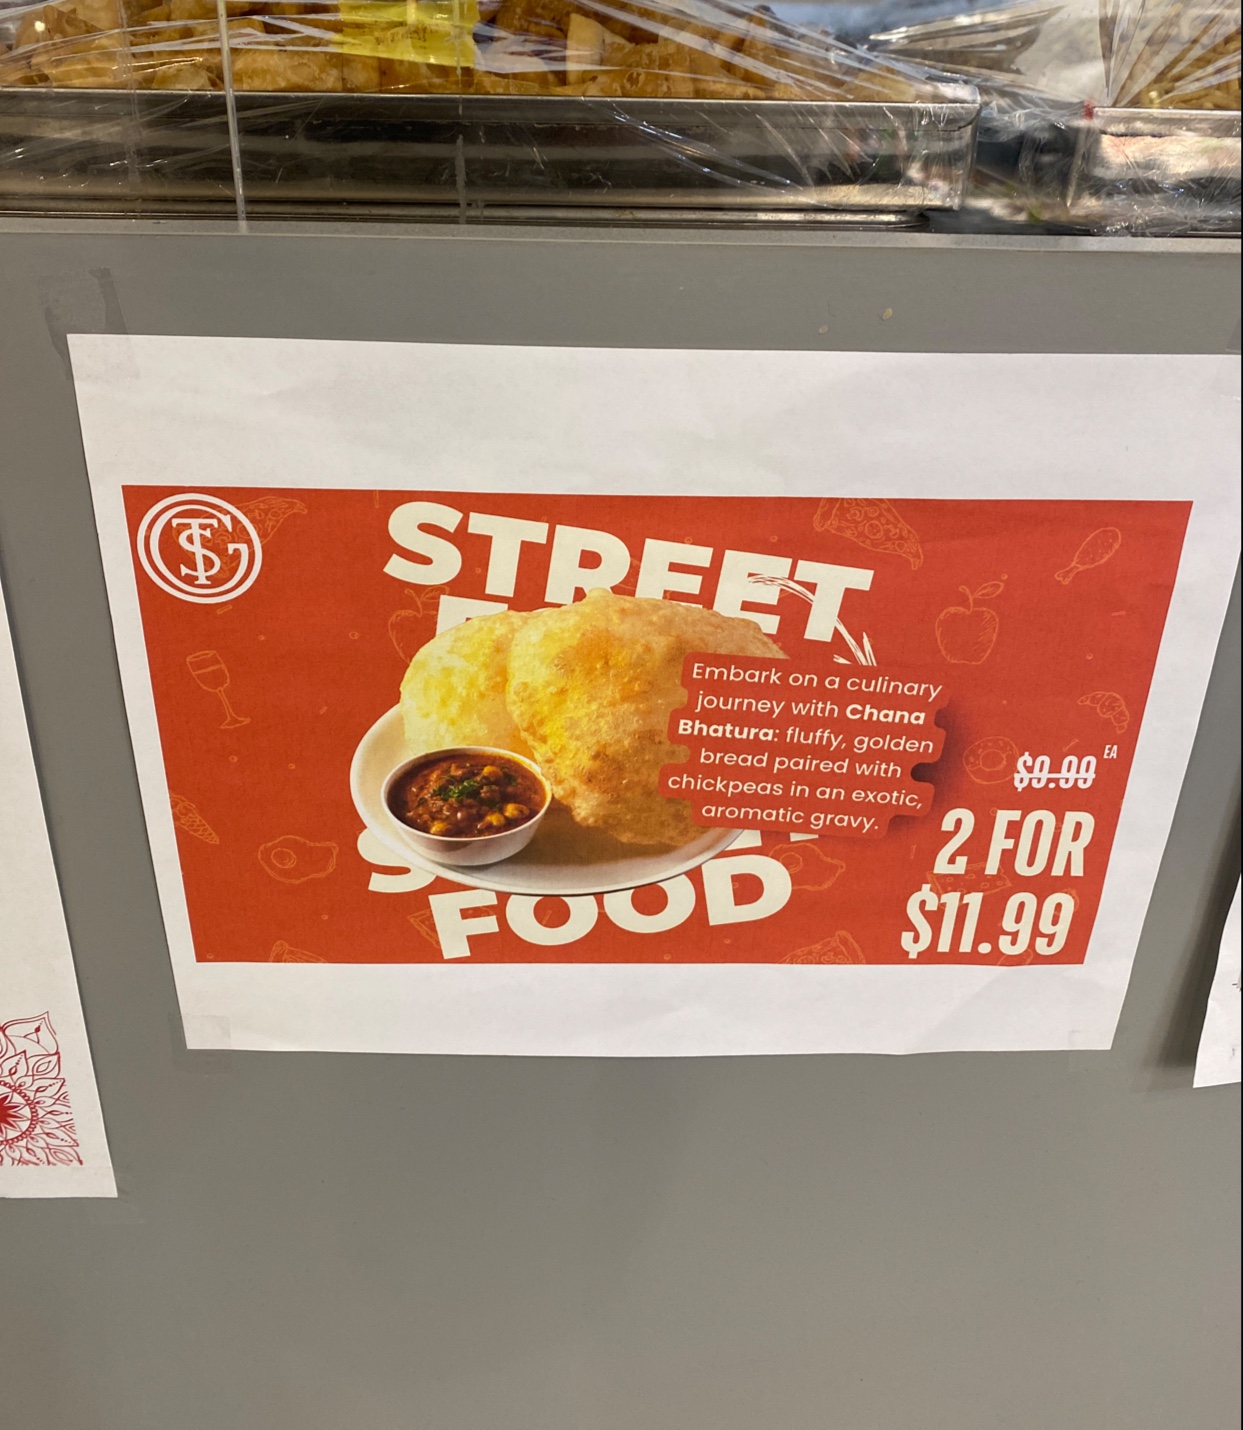 GTS
STREET
Embark on a culinary
journey with Chana
Bhatura: fluffy, golden
bread paired with
chickpeas in an exotic,
aromatic gravy.
$9.99 EA
2 FOR
$11.99
FOOD